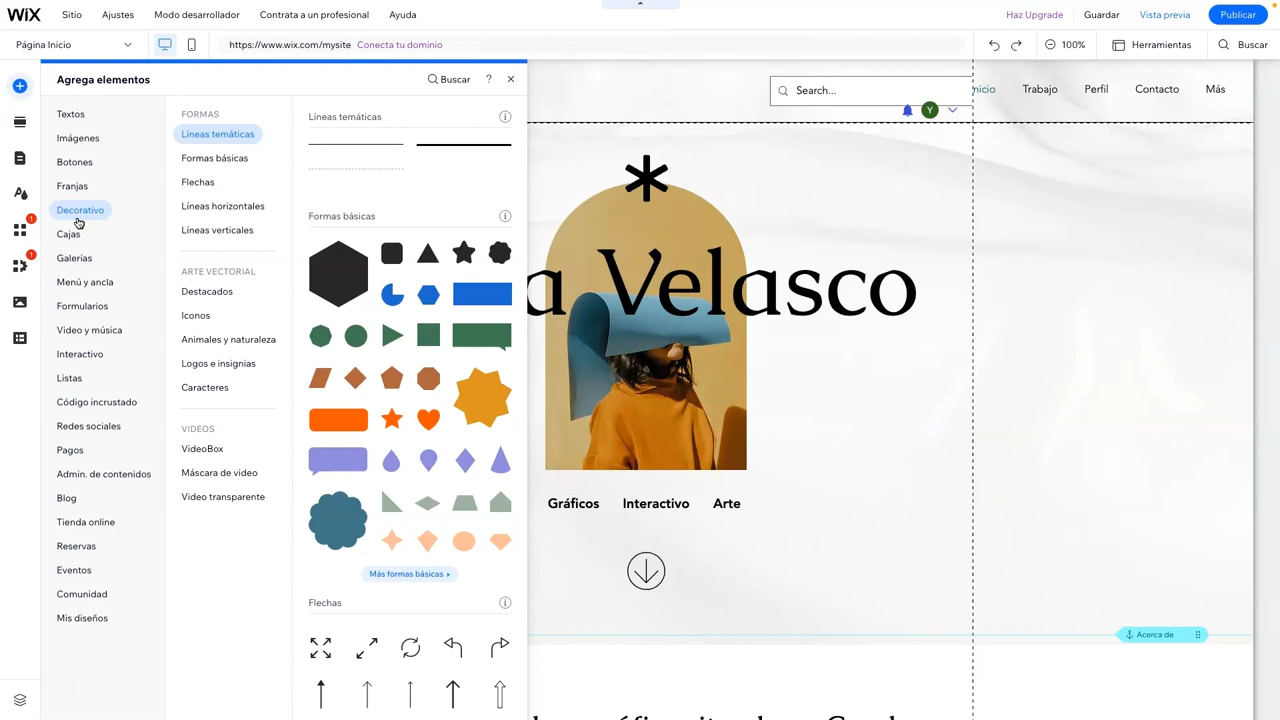 WiX Sitio Ajustes Modo desarrollador Contrata a un profesional Ayuda Haz Upgrade Guardar Vista previa Publicar
Página Inicio https://www.wix.com/mysite Conecta tu dominio 100% Herramientas Buscar
Agrega elementos Buscar ?
Textos
Imágenes
Botones
Franjas
Decorativo
Cajas
Galerías
Menú y ancla
Formularios
Video y música
Interactivo
Listas
Código incrustado
Redes sociales
Pagos
Admin. de contenidos
Blog
Tienda online
Reservas
Eventos
Comunidad
Mis diseños
1
1
FORMAS
Líneas temáticas
Formas básicas
Flechas
Líneas horizontales
Líneas verticales
ARTE VECTORIAL
Destacados
Iconos
Animales y naturaleza
Logos e insignias
Caracteres
VIDEOS
VideoBox
Máscara de video
Video transparente
Líneas temáticas
Formas básicas
Más formas básicas
Flechas
Search...
nicio Trabajo Perfil Contacto Más
Y
a Velasco
Gráficos Interactivo Arte
Acerca de